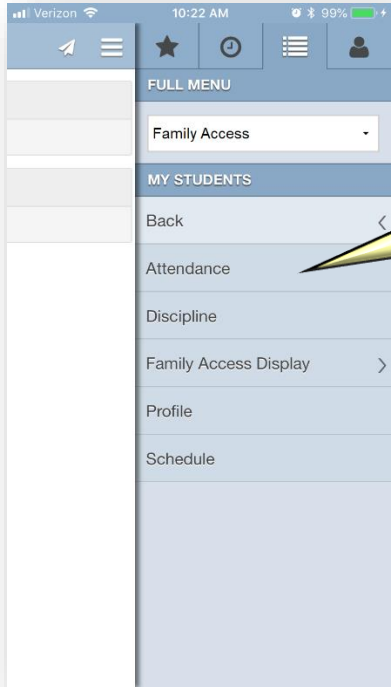 Verizon 10:22 AM 99%
FULL MENU
Family Access
MY STUDENTS
Back
Attendance
Discipline
Family Access Display
Profile
Schedule